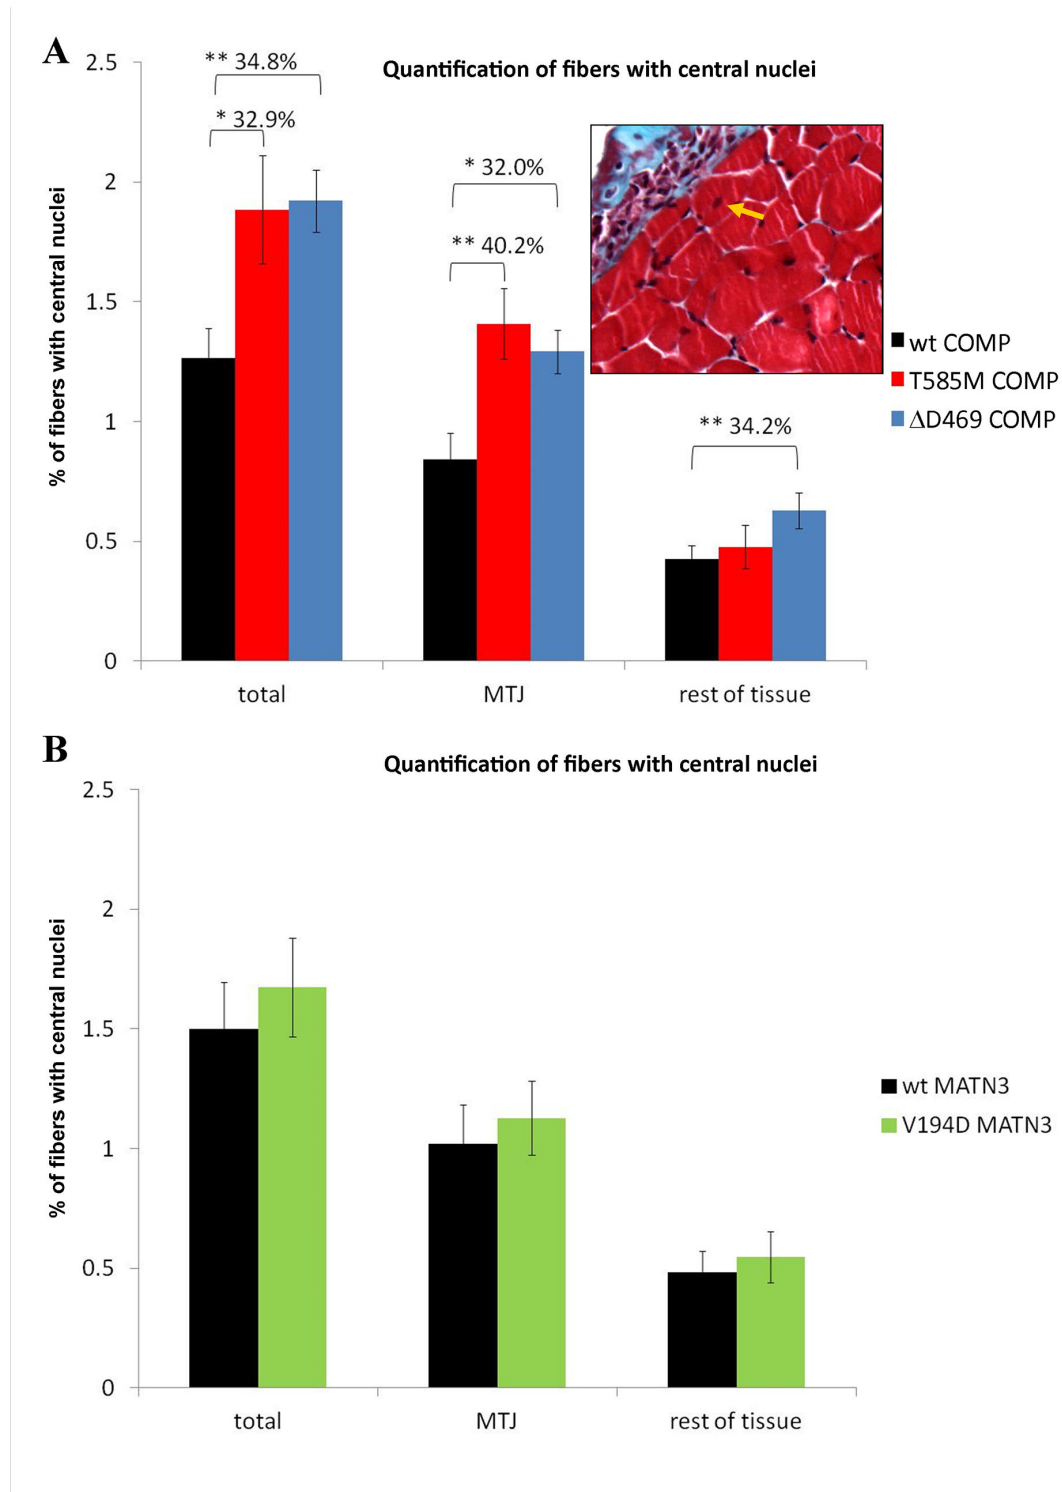 A
Quantification of fibers with central nuclei
% of fibers with central nuclei
2.5
2
1.5
1
0.5
0
** 34.8%
* 32.9%
* 32.0%
** 40.2%
** 34.2%
wt COMP
T585M COMP
ΔD469 COMP
total MTJ rest of tissue
B
Quantification of fibers with central nuclei
% of fibers with central nuclei
2.5
2
1.5
1
0.5
0
wt MATN3
V194D MATN3
total MTJ rest of tissue